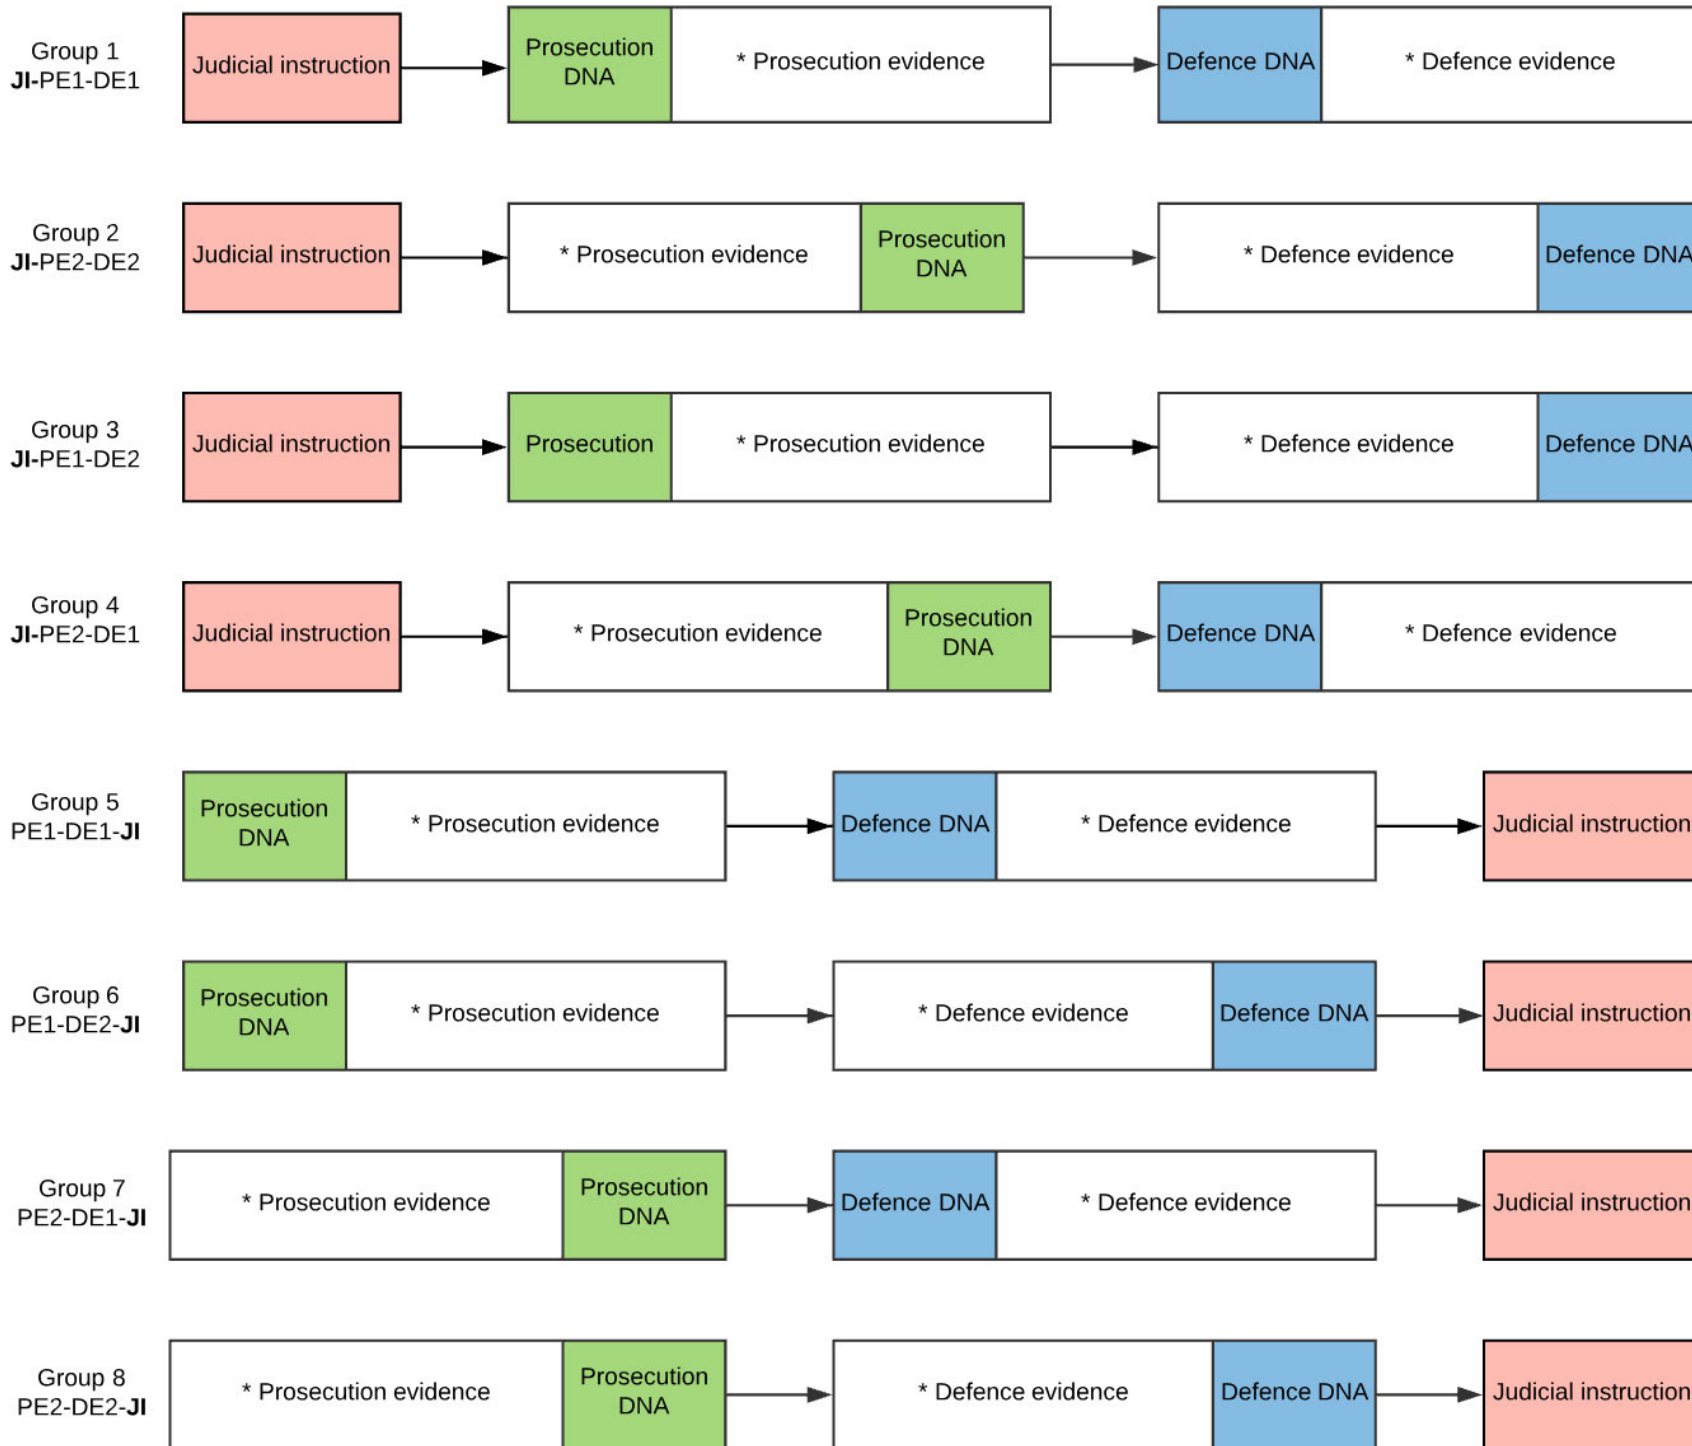 Group 1
JI-PE1-DE1
Judicial instruction
Prosecution
DNA
* Prosecution evidence
Defence DNA
* Defence evidence
Group 2
JI-PE2-DE2
Judicial instruction
* Prosecution evidence
Prosecution
DNA
* Defence evidence
Defence DNA
Group 3
JI-PE1-DE2
Judicial instruction
Prosecution
* Prosecution evidence
* Defence evidence
Defence DNA
Group 4
JI-PE2-DE1
Judicial instruction
* Prosecution evidence
Prosecution
DNA
Defence DNA
* Defence evidence
Group 5
PE1-DE1-JI
Prosecution
DNA
* Prosecution evidence
Defence DNA
* Defence evidence
Judicial instruction
Group 6
PE1-DE2-JI
Prosecution
DNA
* Prosecution evidence
* Defence evidence
Defence DNA
Judicial instruction
Group 7
PE2-DE1-JI
* Prosecution evidence
Prosecution
DNA
Defence DNA
* Defence evidence
Judicial instruction
Group 8
PE2-DE2-JI
* Prosecution evidence
Prosecution
DNA
* Defence evidence
Defence DNA
Judicial instruction